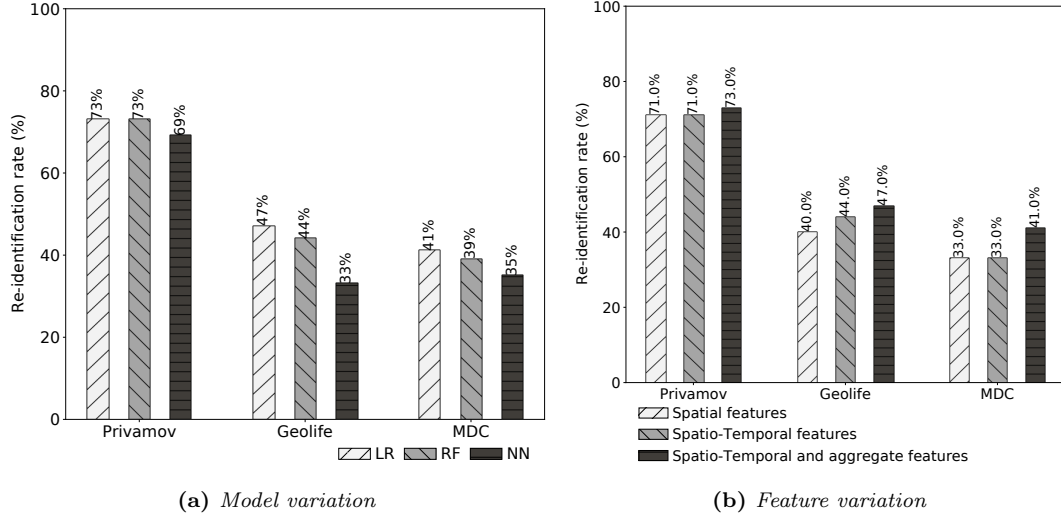 100
80
60
40
20
0
Re-identification rate (%)
73%
73%
69%
47%
44%
33%
41%
39%
35%
Privamov
Geolife
MDC
LR
RF
NN
(a) Model variation
100
80
60
40
20
0
Re-identification rate (%)
71.0%
71.0%
73.0%
40.0%
44.0%
47.0%
33.0%
33.0%
41.0%
Privamov
Geolife
MDC
Spatial features
Spatio-Temporal features
Spatio-Temporal and aggregate features
(b) Feature variation